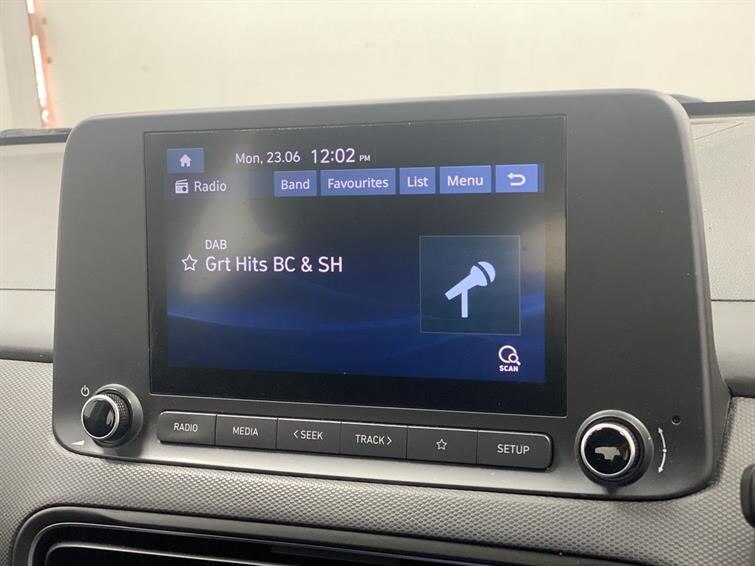 Mon, 23.06 12:02 PM
Radio Band Favourites List Menu
DAB
Grt Hits BC & SH
SCAN
RADIO MEDIA <SEEK TRACK> SETUP